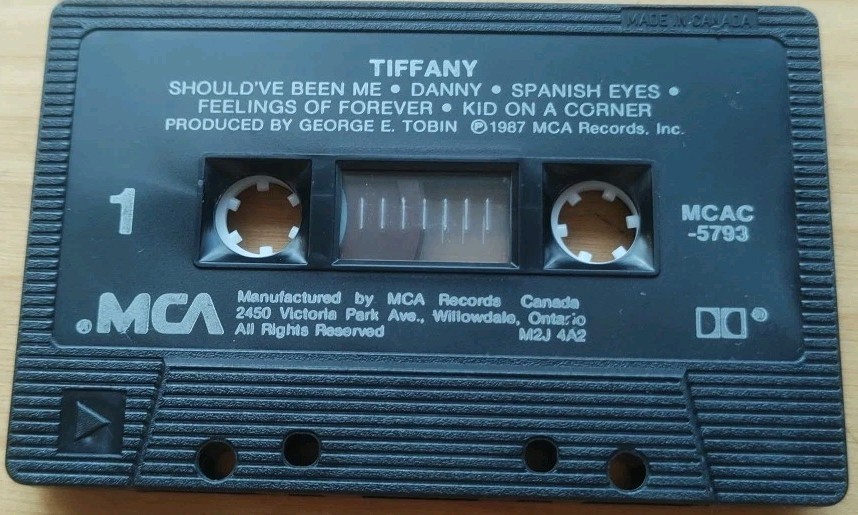 MADE IN CANADA
TIFFANY
SHOULD'VE BEEN ME • DANNY • SPANISH EYES •
FEELINGS OF FOREVER • KID ON A CORNER
PRODUCED BY GEORGE E. TOBIN ℗1987 MCA Records, Inc.
1
MCAC
-5793
®MCA
Manufactured by MCA Records Canada
2450 Victoria Park Ave., Willowdale, Ontario
All Rights Reserved M2J 4A2
®